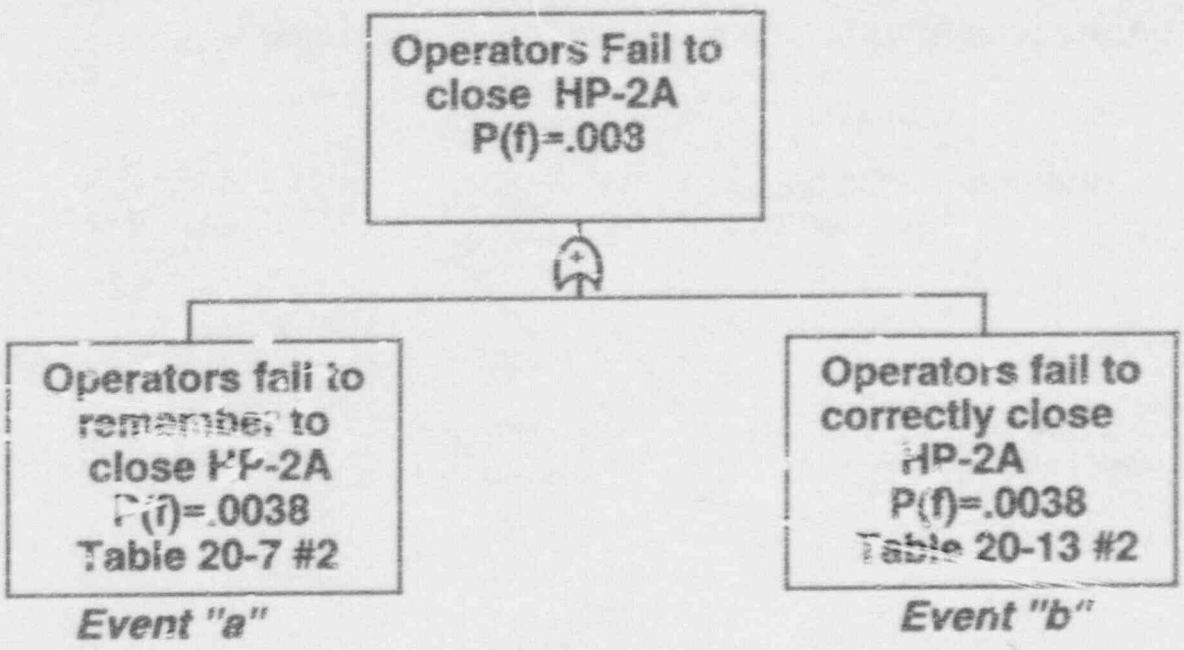 Operators Fail to
close HP-2A
P(f)=.008
+
Operators fail to
remember to
close HP-2A
P(f)=.0038
Table 20-7 #2
Event "a"
Operators fail to
correctly close
HP-2A
P(f)=.0038
Table 20-13 #2
Event "b"